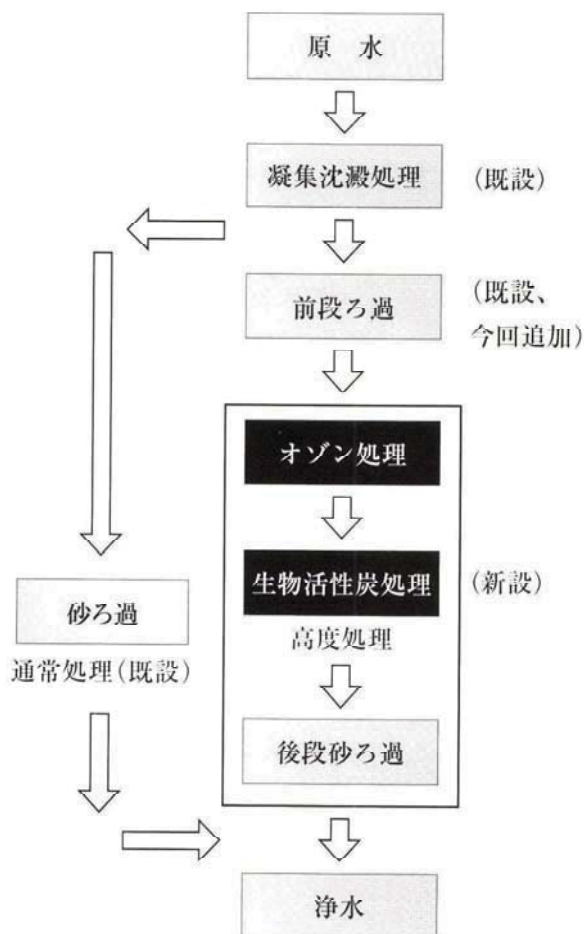 原 水
凝集沈澱処理
(既設)
前段ろ過
(既設、
今回追加)
オゾン処理
生物活性炭処理
(新設)
高度処理
砂ろ過
通常処理(既設)
後段砂ろ過
浄水